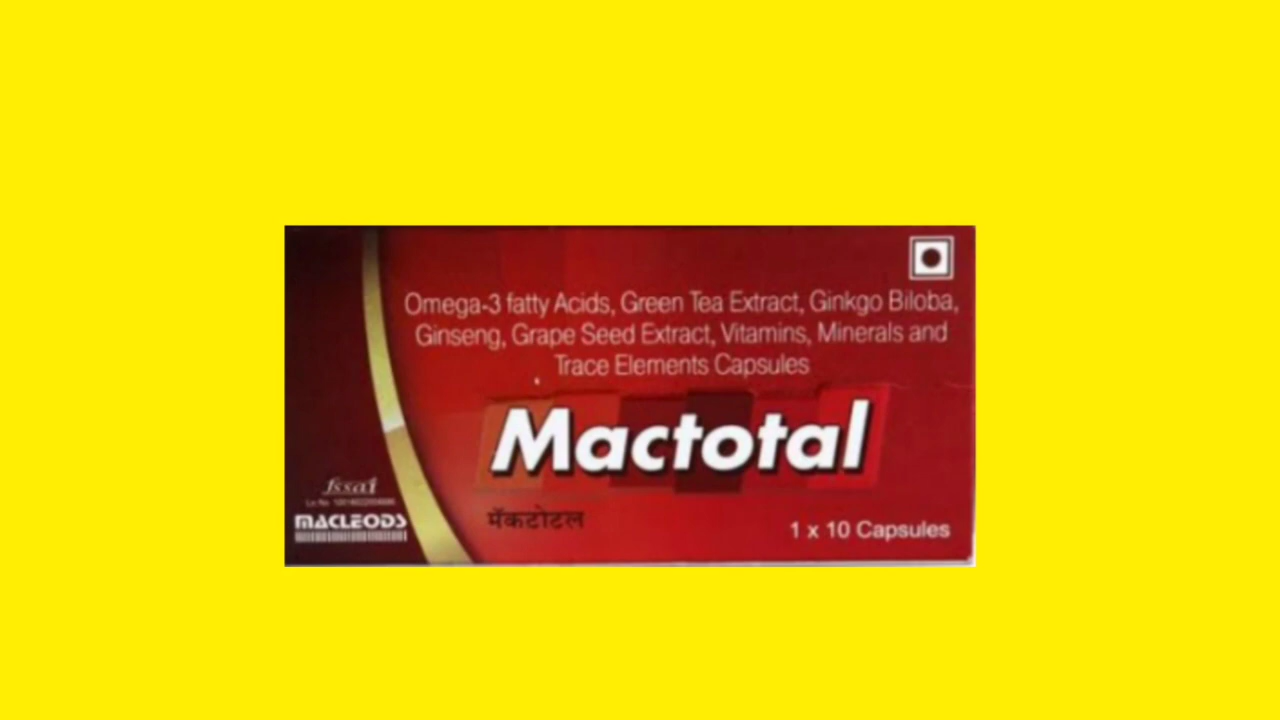 Omega-3 fatty Acids, Green Tea Extract, Ginkgo Biloba,
Ginseng, Grape Seed Extract, Vitamins, Minerals and
Trace Elements Capsules
Mactotal
मॅकटोटल
1 x 10 Capsules
fssai
MACLEODS